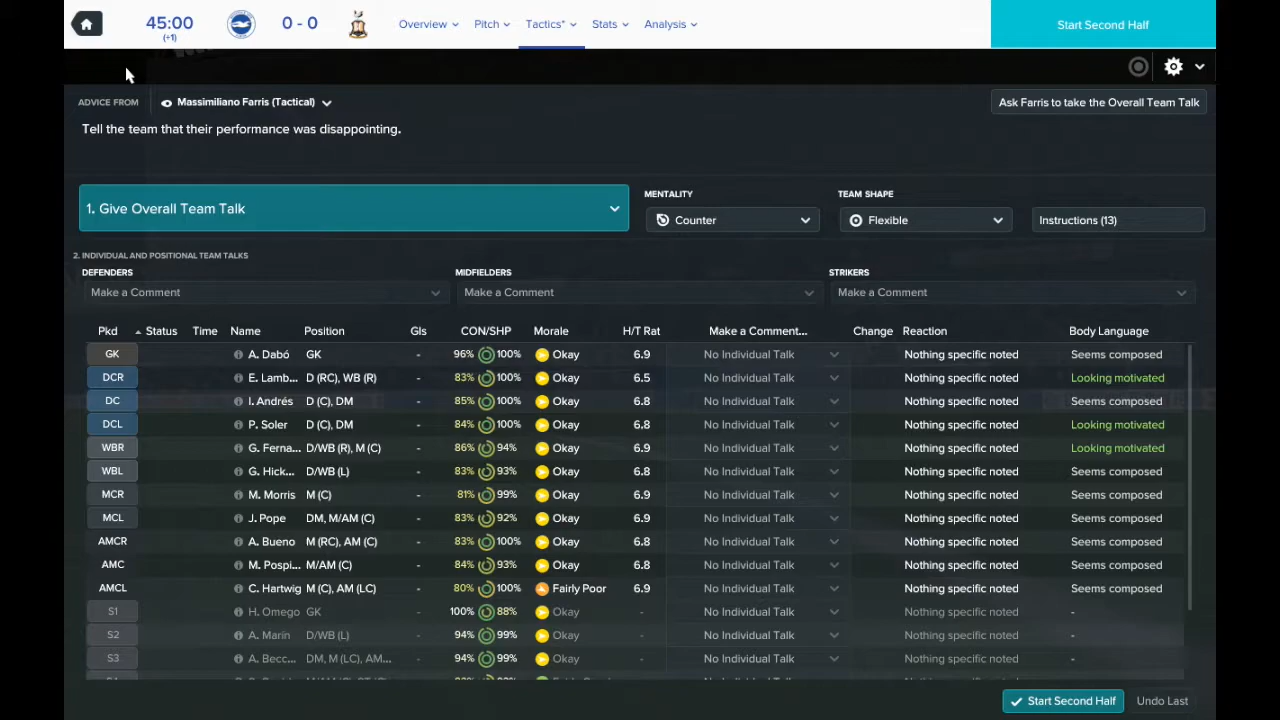 45:00 0 - 0 Overview Pitch Tactics* Stats Analysis Start Second Half
(+1)
ADVICE FROM Massimiliano Farris (Tactical) Ask Farris to take the Overall Team Talk
Tell the team that their performance was disappointing.
MENTALITY TEAM SHAPE
1. Give Overall Team Talk Counter Flexible Instructions (13)
2. INDIVIDUAL AND POSITIONAL TEAM TALKS
DEFENDERS MIDFIELDERS STRIKERS
Make a Comment Make a Comment Make a Comment
Pkd Status Time Name Position Gls CON/SHP Morale H/T Rat Make a Comment... Change Reaction Body Language
GK A. Dabó GK - 96% 100% Okay 6.9 No Individual Talk Nothing specific noted Seems composed
DCR E. Lamb... D (RC), WB (R) - 83% 100% Okay 6.5 No Individual Talk Nothing specific noted Looking motivated
DC I. Andrés D (C), DM - 85% 100% Okay 6.8 No Individual Talk Nothing specific noted Seems composed
DCL P. Soler D (C), DM - 84% 100% Okay 6.8 No Individual Talk Nothing specific noted Looking motivated
WBR G. Ferna... D/WB (R), M (C) - 86% 94% Okay 6.9 No Individual Talk Nothing specific noted Looking motivated
WBL G. Hick... D/WB (L) - 83% 93% Okay 6.8 No Individual Talk Nothing specific noted Seems composed
MCR M. Morris M (C) - 81% 99% Okay 6.9 No Individual Talk Nothing specific noted Seems composed
MCL J. Pope DM, M/AM (C) - 83% 92% Okay 6.9 No Individual Talk Nothing specific noted Seems composed
AMCR A. Bueno M (RC), AM (C) - 83% 100% Okay 6.8 No Individual Talk Nothing specific noted Seems composed
AMC M. Pospi... M/AM (C) - 84% 93% Okay 6.8 No Individual Talk Nothing specific noted Seems composed
AMCL C. Hartwig M (C), AM (LC) - 80% 100% Fairly Poor 6.9 No Individual Talk Nothing specific noted Seems composed
S1 H. Omego GK - 100% 88% Okay - No Individual Talk Nothing specific noted -
S2 A. Marín D/WB (L) - 94% 99% Okay - No Individual Talk Nothing specific noted -
S3 A. Becc... DM, M (LC), AM... - 94% 99% Okay - No Individual Talk Nothing specific noted -
Start Second Half Undo Last